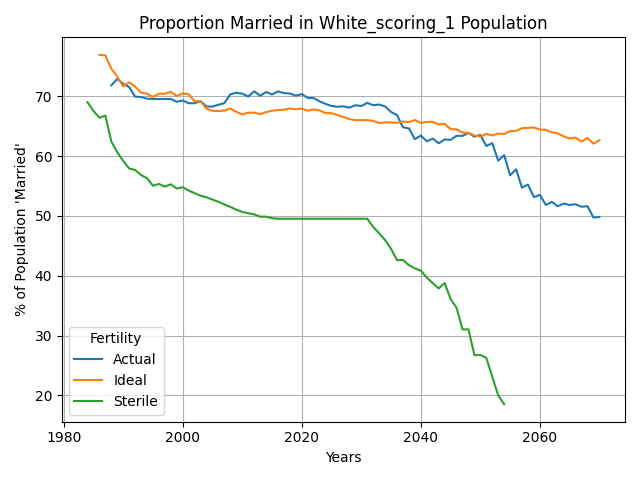 Proportion Married in White_scoring_1 Population
% of Population 'Married'
70
60
50
40
30
20
Fertility
Actual
Ideal
Sterile
1980
2000
2020
2040
2060
Years